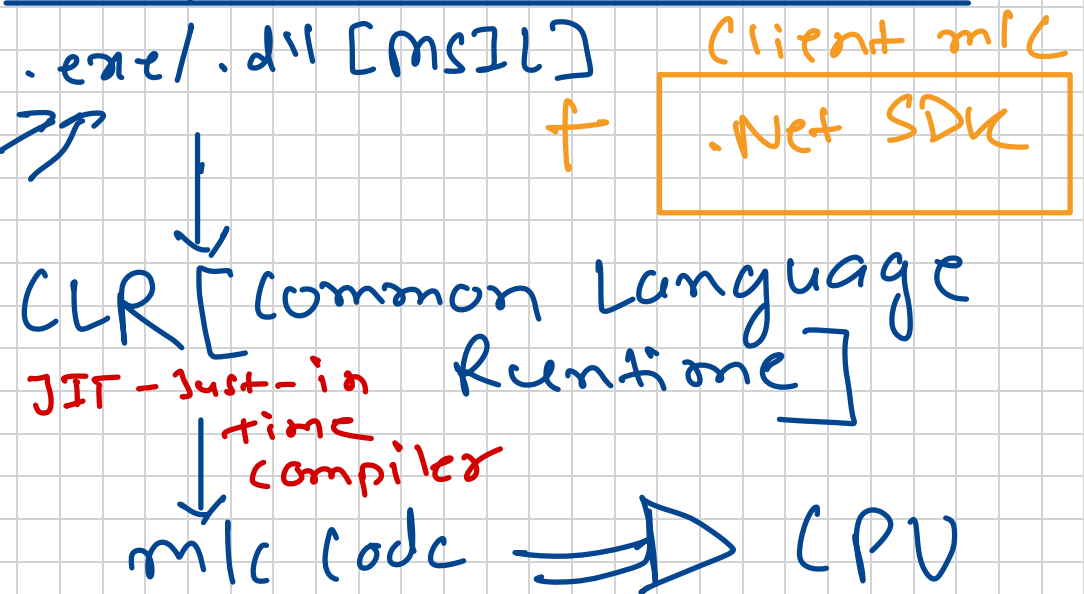 .exe/.dll [MSIL]
Client m/c
+
.Net SDK
CLR [Common Language
Runtime]
JIT - Just-in
time
compiler
m/c Code
CPU